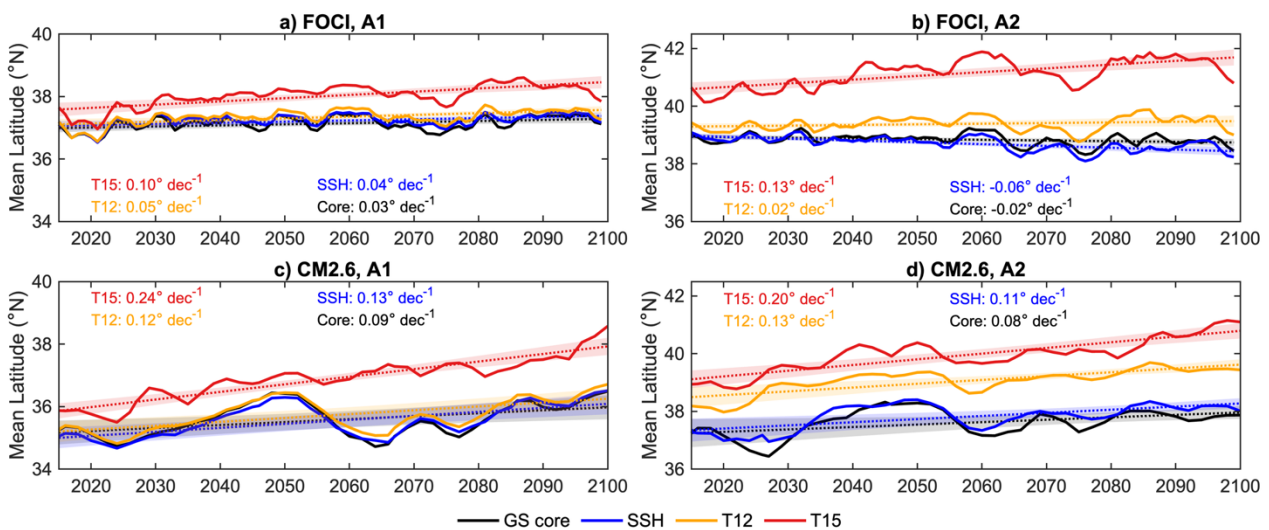 a) FOCI, A1
b) FOCI, A2
Mean Latitude (°N)
40
38
36
34
T15: 0.10° dec⁻¹
T12: 0.05° dec⁻¹
SSH: 0.04° dec⁻¹
Core: 0.03° dec⁻¹
2020 2030 2040 2050 2060 2070 2080 2090 2100
Mean Latitude (°N)
42
40
38
36
T15: 0.13° dec⁻¹
T12: 0.02° dec⁻¹
SSH: -0.06° dec⁻¹
Core: -0.02° dec⁻¹
2020 2030 2040 2050 2060 2070 2080 2090 2100
c) CM2.6, A1
d) CM2.6, A2
Mean Latitude (°N)
40
38
36
34
T15: 0.24° dec⁻¹
T12: 0.12° dec⁻¹
SSH: 0.13° dec⁻¹
Core: 0.09° dec⁻¹
2020 2030 2040 2050 2060 2070 2080 2090 2100
Mean Latitude (°N)
42
40
38
36
T15: 0.20° dec⁻¹
T12: 0.13° dec⁻¹
SSH: 0.11° dec⁻¹
Core: 0.08° dec⁻¹
2020 2030 2040 2050 2060 2070 2080 2090 2100
GS core SSH T12 T15